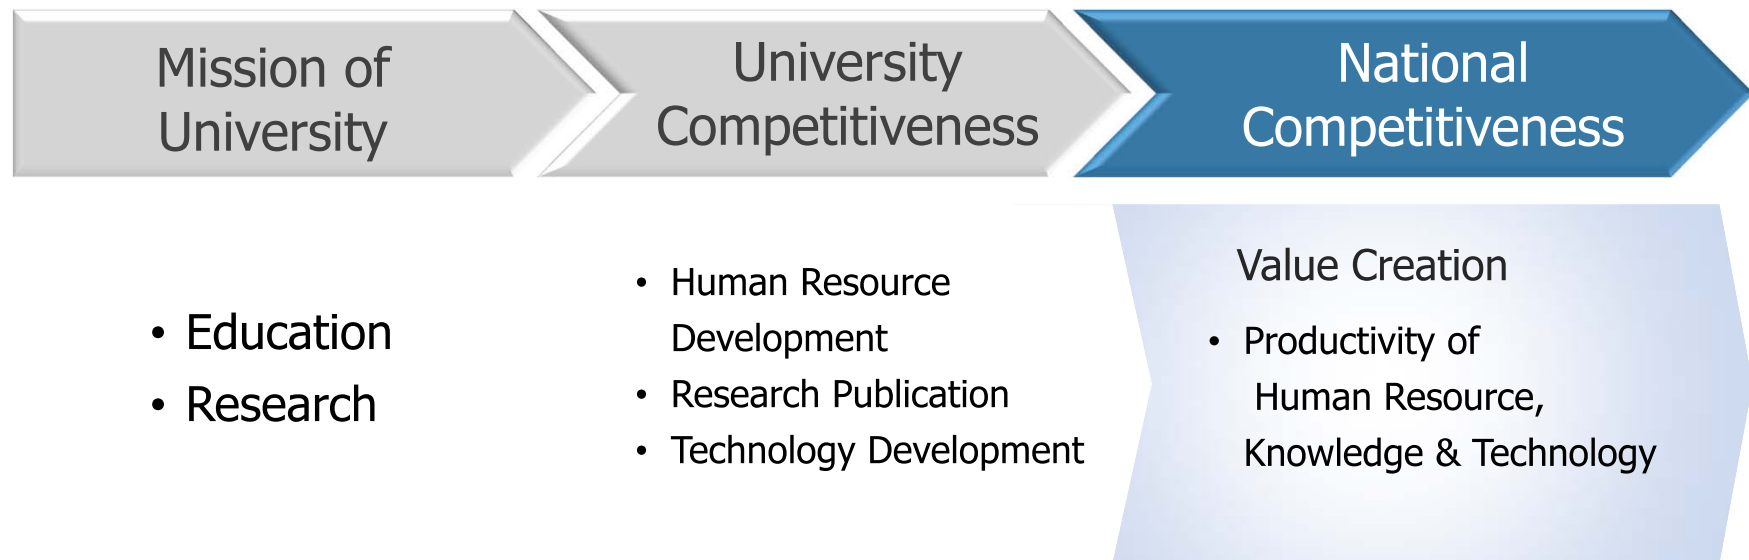 Mission of
University
University
Competitiveness
National
Competitiveness
• Education
• Research
• Human Resource
Development
• Research Publication
• Technology Development
Value Creation
• Productivity of
Human Resource,
Knowledge & Technology